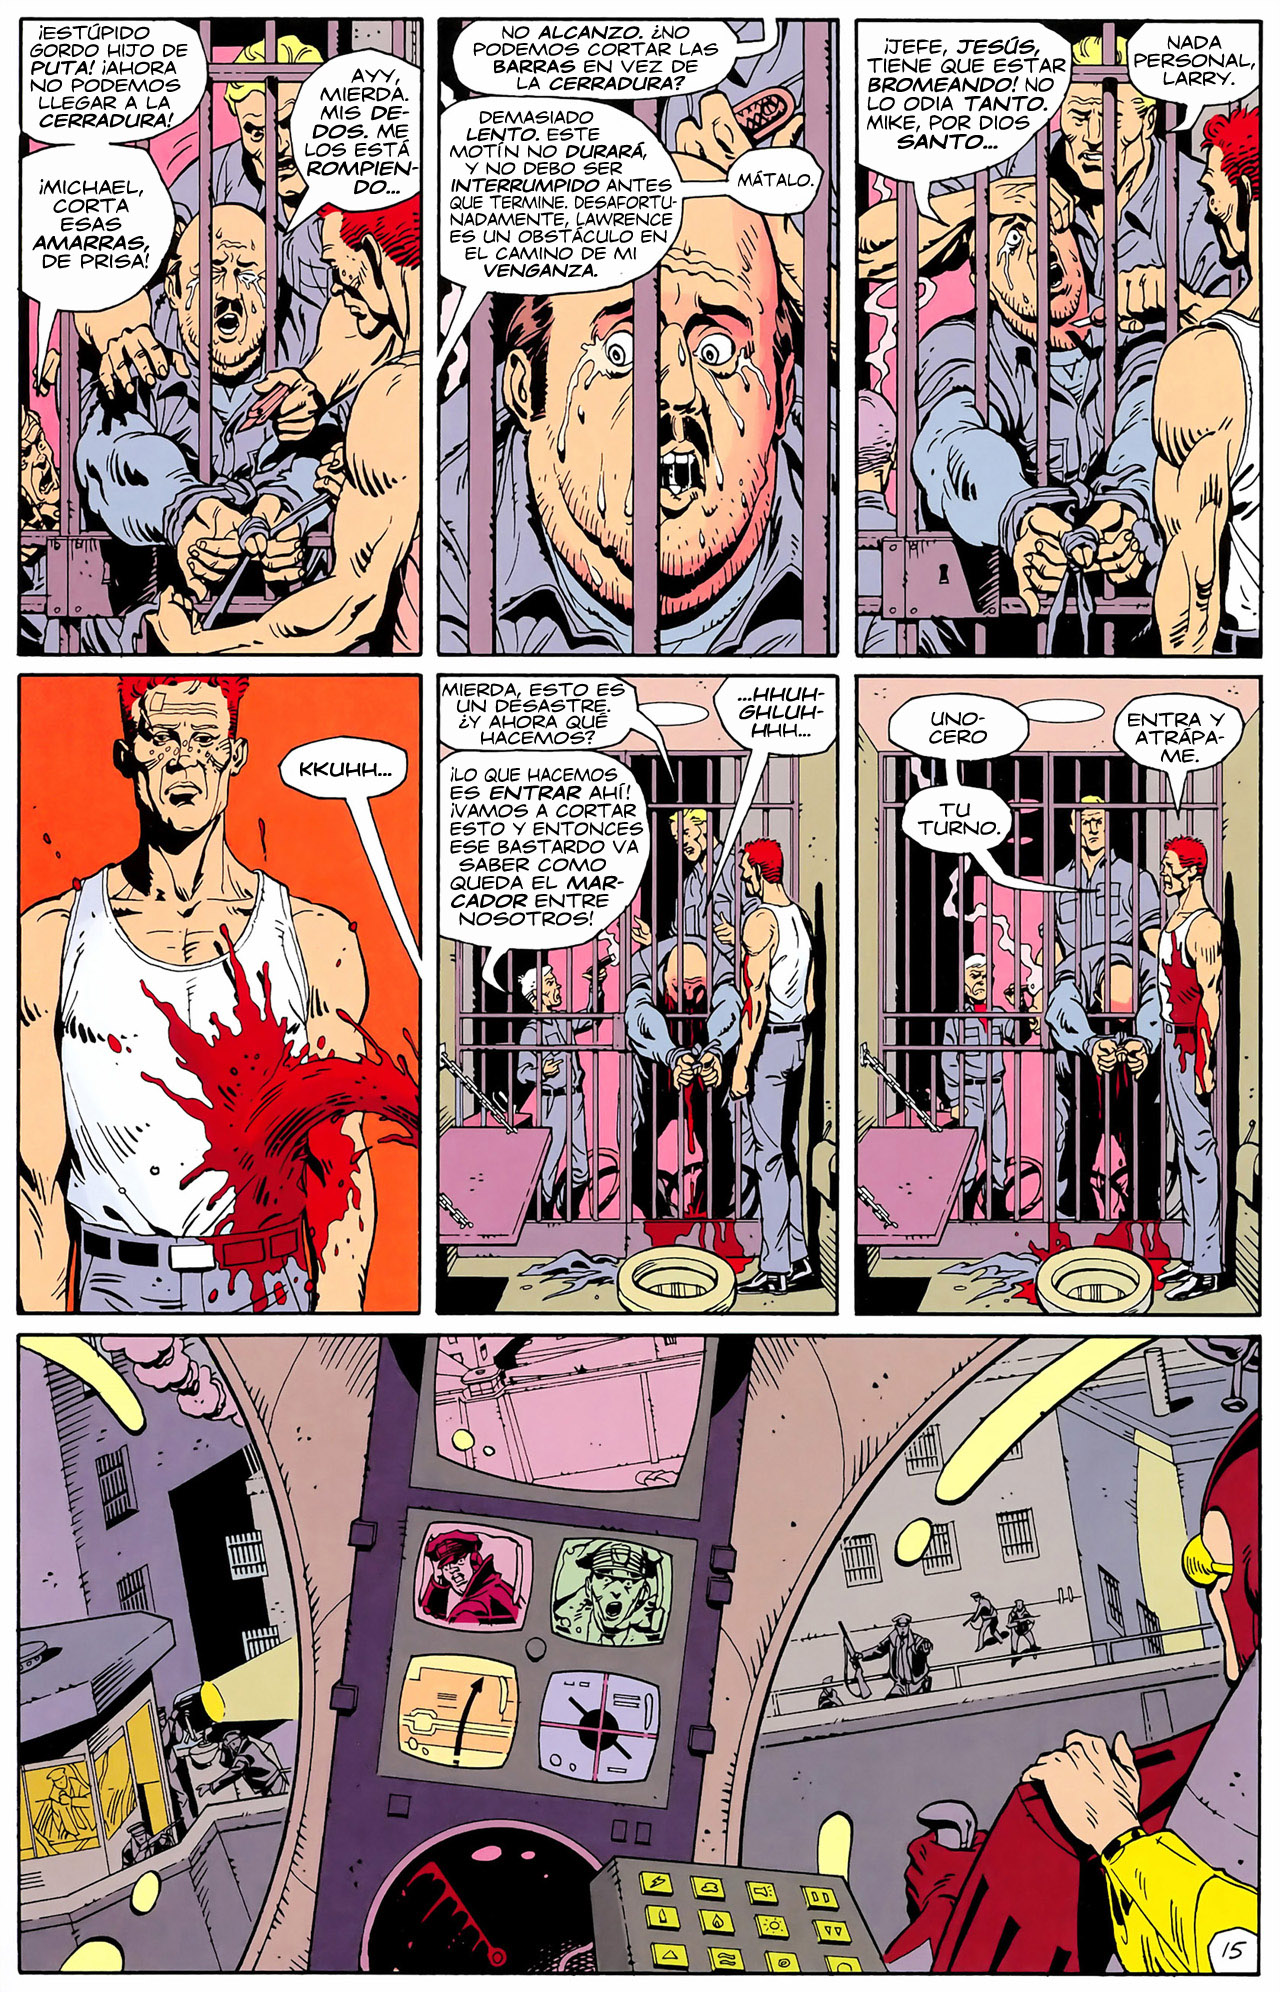 ¡ESTÚPIDO
GORDO HIJO DE
PUTA! ¡AHORA
NO PODEMOS
LLEGAR A LA
CERRADURA!
AYY,
MIERDA.
MIS DE-
DOS. ME
LOS ESTÁ
ROMPIEN-
DO...
¡MICHAEL,
CORTA
ESAS
AMARRAS,
DE PRISA!
NO ALCANZO. ¿NO
PODEMOS CORTAR LAS
BARRAS EN VEZ DE
LA CERRADURA?
DEMASIADO
LENTO. ESTE
MOTÍN NO DURARÁ,
Y NO DEBO SER
INTERRUMPIDO ANTES
QUE TERMINE. DESAFORTU-
NADAMENTE, LAWRENCE
ES UN OBSTÁCULO EN
EL CAMINO DE MI
VENGANZA.
MÁTALO.
¡JEFE, JESÚS,
TIENE QUE ESTAR
BROMEANDO! NO
LO ODIA TANTO.
MIKE, POR DIOS
SANTO...
NADA
PERSONAL,
LARRY.
KKUHH...
MIERDA, ESTO ES
UN DESASTRE.
¿Y AHORA QUÉ
HACEMOS?
...HHUH-
GHLUH-
HHH...
¡LO QUE HACEMOS
ES ENTRAR AHÍ!
¡VAMOS A CORTAR
ESTO Y ENTONCES
ESE BASTARDO VA
SABER COMO
QUEDA EL MAR-
CADOR ENTRE
NOSOTROS!
UNO-
CERO
TU
TURNO.
ENTRA Y
ATRÁPA-
ME.
15